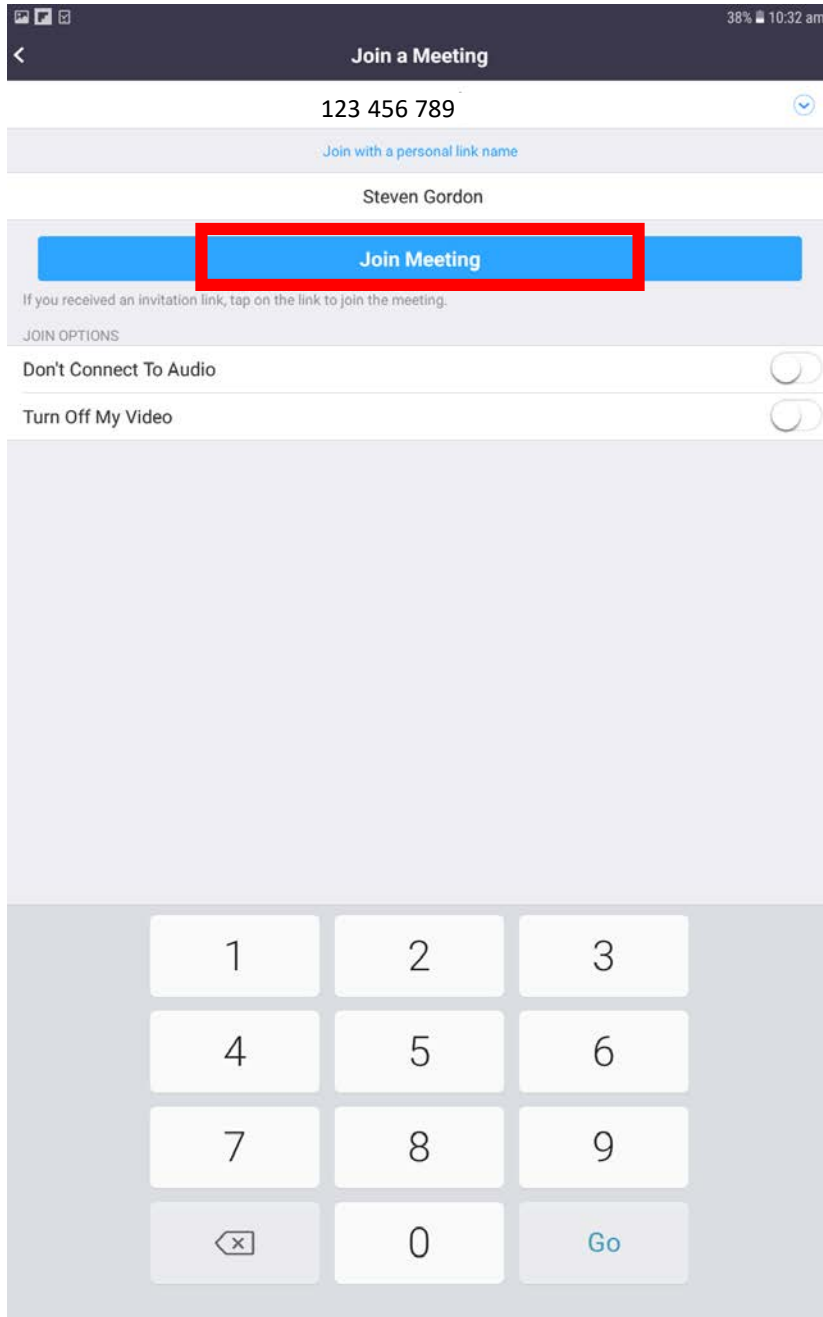 38% 10:32 am
Join a Meeting
123 456 789
Join with a personal link name
Steven Gordon
Join Meeting
If you received an invitation link, tap on the link to join the meeting.
JOIN OPTIONS
Don't Connect To Audio
Turn Off My Video
1 2 3
4 5 6
7 8 9
0 Go